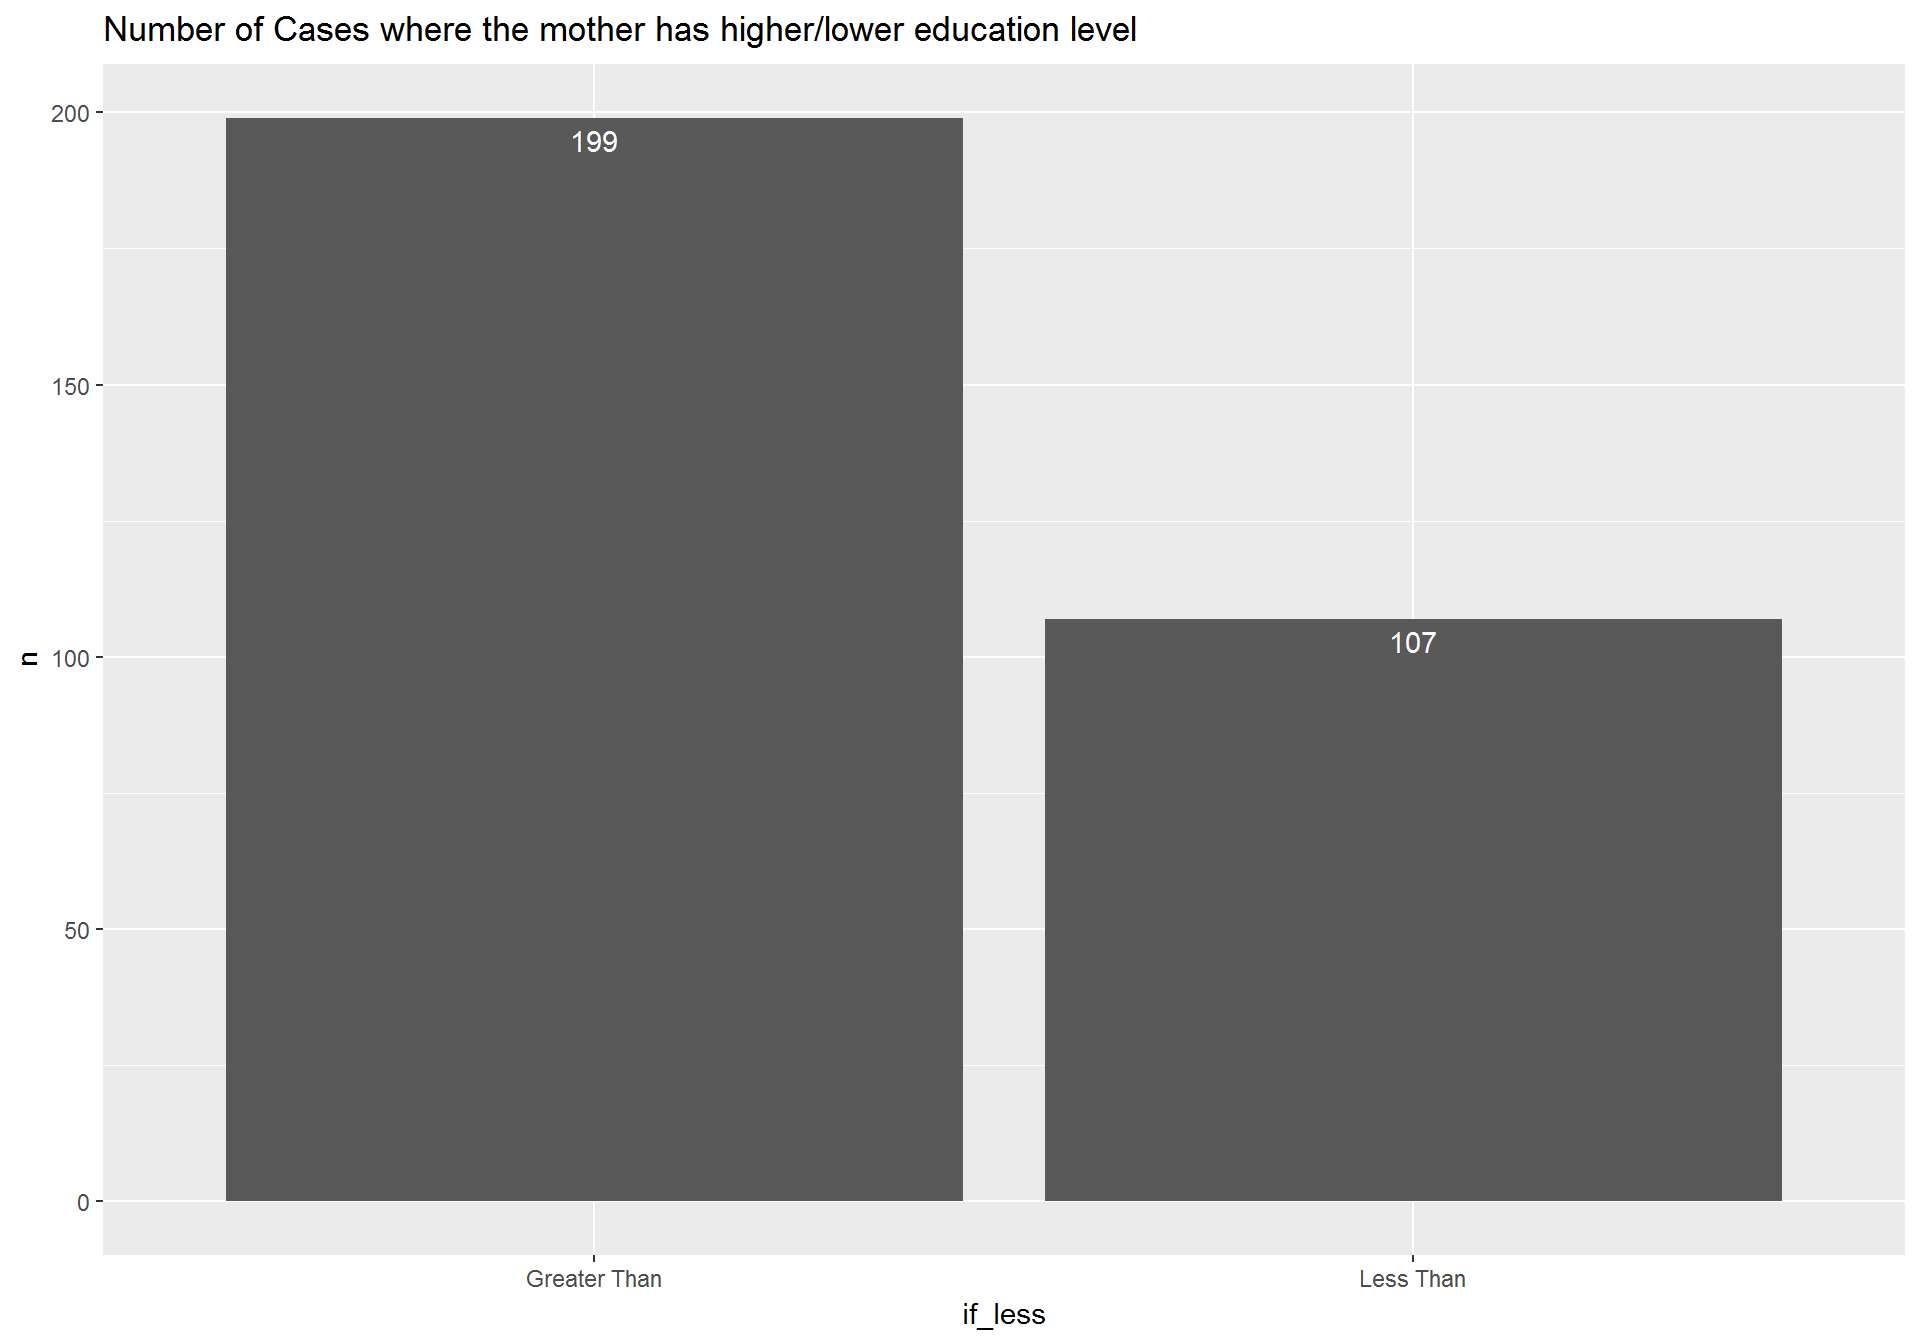 Number of Cases where the mother has higher/lower education level
200
199
150
n
100
107
50
0
Greater Than
Less Than
if_less